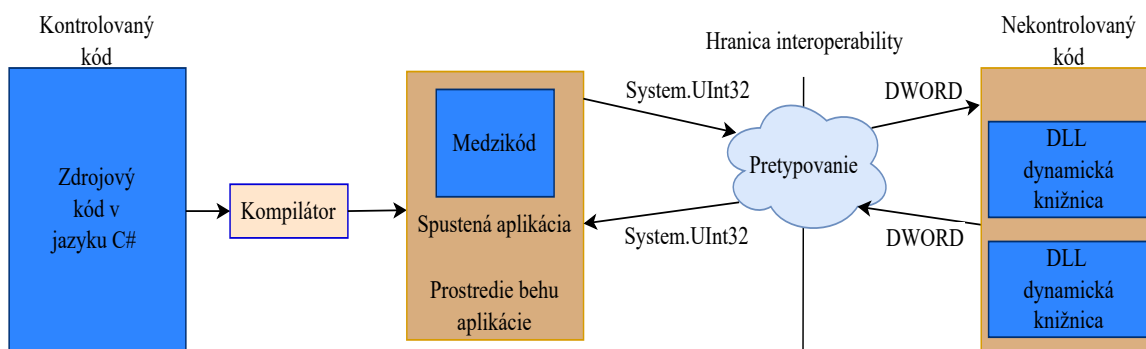 Kontrolovaný
kód
Zdrojový
kód v
jazyku C#
Kompilátor
Medzikód
Spustená aplikácia
Prostredie behu
aplikácie
System.UInt32
System.UInt32
Hranica interoperability
Pretypovanie
DWORD
DWORD
Nekontrolovaný
kód
DLL
dynamická
knižnica
DLL
dynamická
knižnica